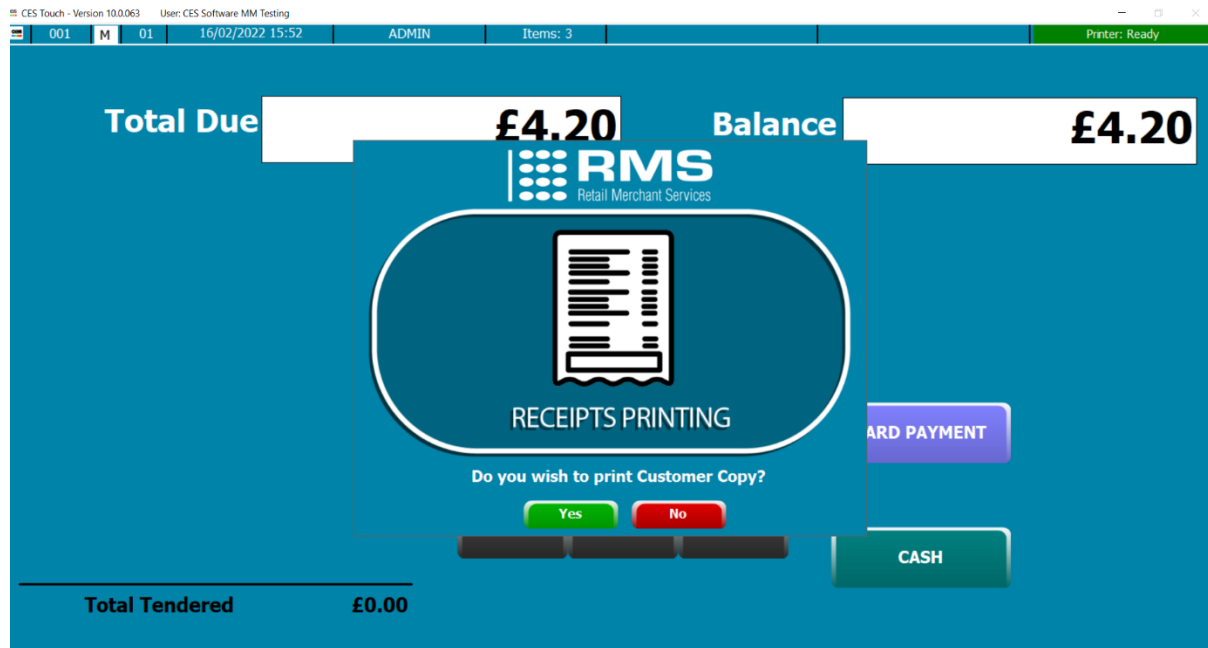 CES Touch - Version 10.0.063 User: CES Software MM Testing
001 M 01 16/02/2022 15:52 ADMIN Items: 3 Printer: Ready
Total Due £4.20 Balance £4.20
RMS
Retail Merchant Services
RECEIPTS PRINTING
ARD PAYMENT
Do you wish to print Customer Copy?
Yes No
CASH
Total Tendered £0.00